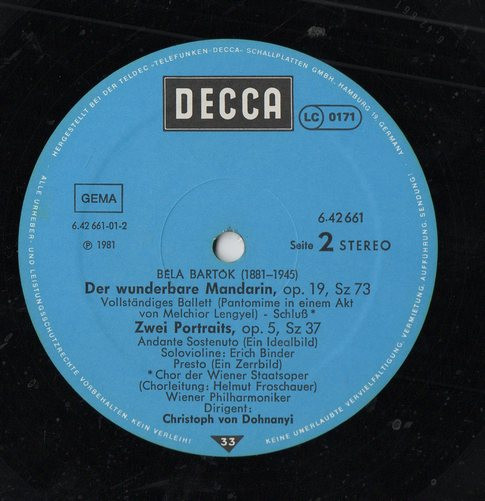 HERGESTELLT BEI DER TELDEC »TELEFUNKEN-DECCA« SCHALLPLATTEN GMBH, HAMBURG 19, GERMANY
DECCA
LC 0171
GEMA
6.42 661-01-2
Ⓟ 1981
6.42 661
Seite 2 STEREO
BÉLA BARTÓK (1881–1945)
Der wunderbare Mandarin, op. 19, Sz 73
Vollständiges Ballett (Pantomime in einem Akt
von Melchior Lengyel) - Schluß*
Zwei Portraits, op. 5, Sz 37
Andante Sostenuto (Ein Idealbild)
Solovioline: Erich Binder
Presto (Ein Zerrbild)
*Chor der Wiener Staatsoper
(Chorleitung: Helmut Froschauer)
Wiener Philharmoniker
Dirigent:
Christoph von Dohnanyi
33
ALLE URHEBER- UND LEISTUNGSSCHUTZRECHTE VORBEHALTEN. KEIN VERLEIH!
KEINE UNERLAUBTE VERVIELFÄLTIGUNG, VERMIETUNG, AUFFÜHRUNG, SENDUNG!